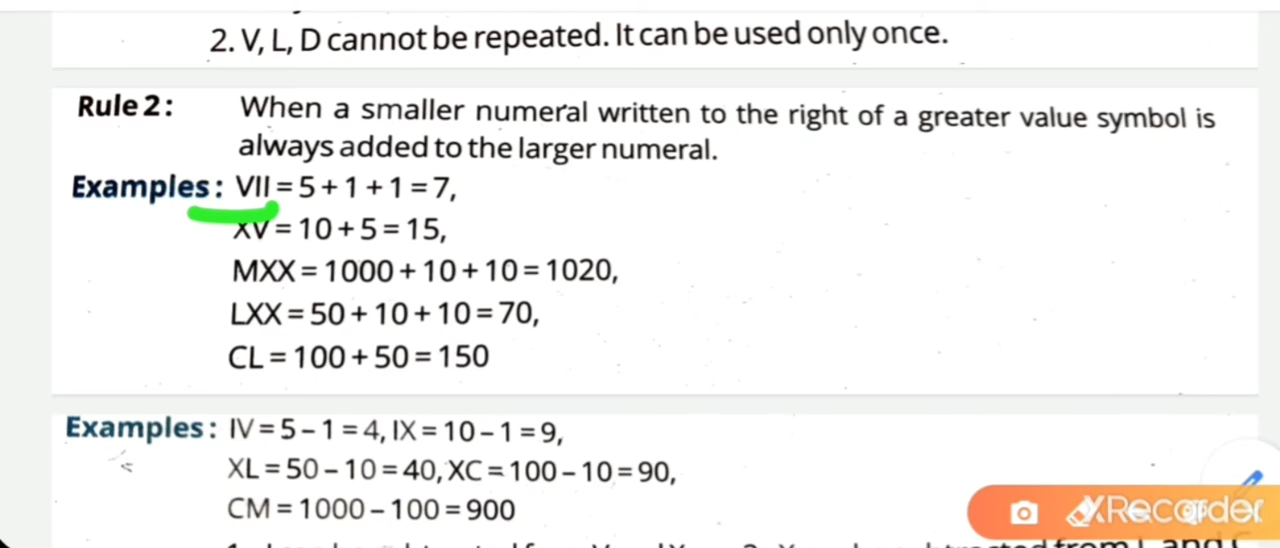 2. V, L, D cannot be repeated. It can be used only once.
Rule 2: When a smaller numeral written to the right of a greater value symbol is
always added to the larger numeral.
Examples: VII = 5 + 1 + 1 = 7,
XV = 10 + 5 = 15,
MXX = 1000 + 10 + 10 = 1020,
LXX = 50 + 10 + 10 = 70,
CL = 100 + 50 = 150
Examples: IV = 5 – 1 = 4, IX = 10 – 1 = 9,
XL = 50 – 10 = 40, XC = 100 – 10 = 90,
CM = 1000 – 100 = 900
XRecorder